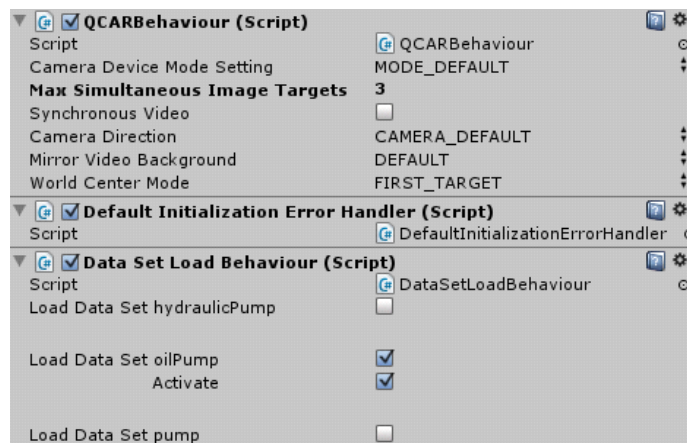 QCARBehaviour (Script)
Script QCARBehaviour
Camera Device Mode Setting MODE_DEFAULT
Max Simultaneous Image Targets 3
Synchronous Video
Camera Direction CAMERA_DEFAULT
Mirror Video Background DEFAULT
World Center Mode FIRST_TARGET
Default Initialization Error Handler (Script)
Script DefaultInitializationErrorHandler
Data Set Load Behaviour (Script)
Script DataSetLoadBehaviour
Load Data Set hydraulicPump
Load Data Set oilPump
Activate
Load Data Set pump